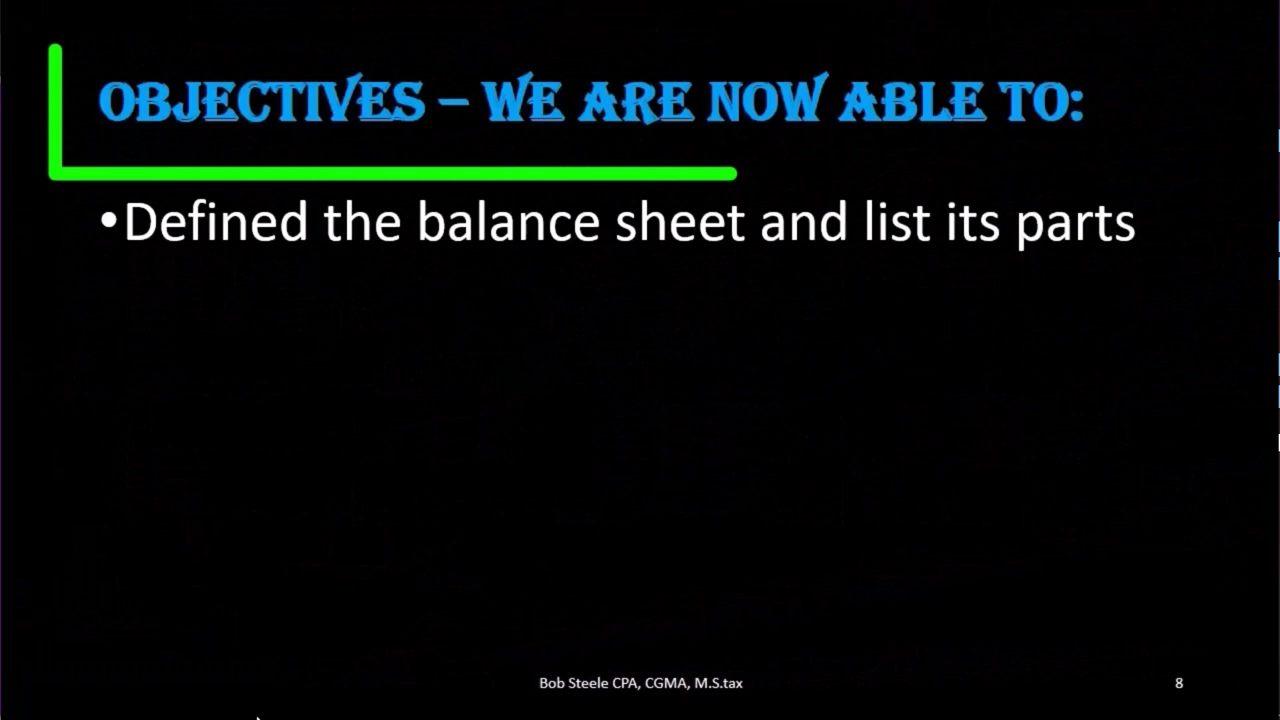 OBJECTIVES – WE ARE NOW ABLE TO:
•Defined the balance sheet and list its parts
Bob Steele CPA, CGMA, M.S.tax
8